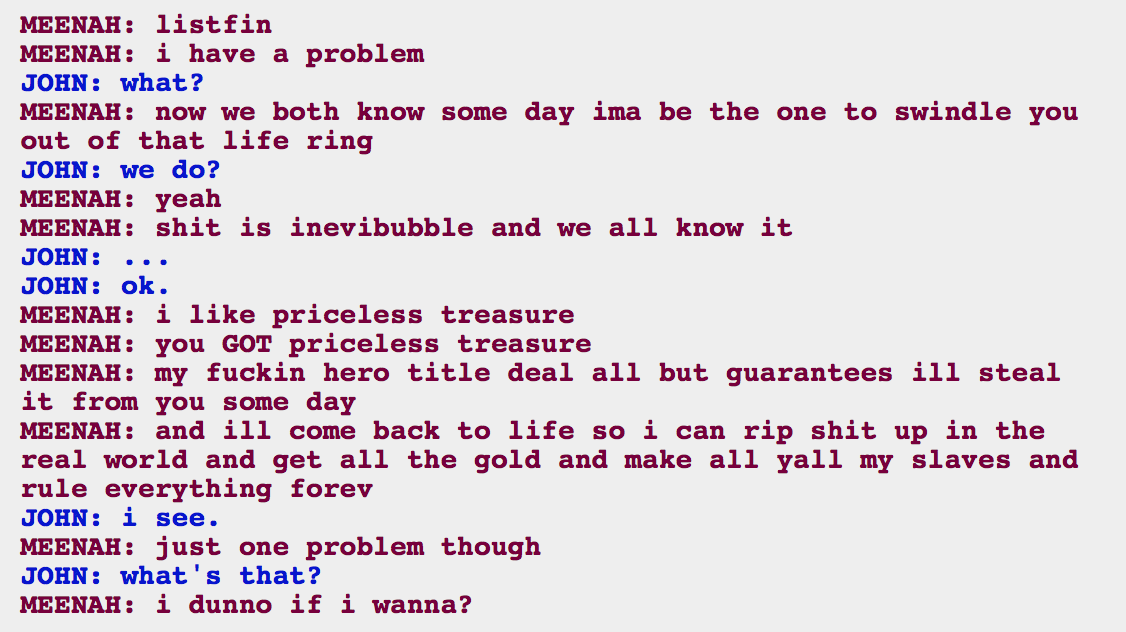 MEENAH: listfin
MEENAH: i have a problem
JOHN: what?
MEENAH: now we both know some day ima be the one to swindle you
out of that life ring
JOHN: we do?
MEENAH: yeah
MEENAH: shit is inevibubble and we all know it
JOHN: ...
JOHN: ok.
MEENAH: i like priceless treasure
MEENAH: you GOT priceless treasure
MEENAH: my fuckin hero title deal all but guarantees ill steal
it from you some day
MEENAH: and ill come back to life so i can rip shit up in the
real world and get all the gold and make all yall my slaves and
rule everything forev
JOHN: i see.
MEENAH: just one problem though
JOHN: what's that?
MEENAH: i dunno if i wanna?